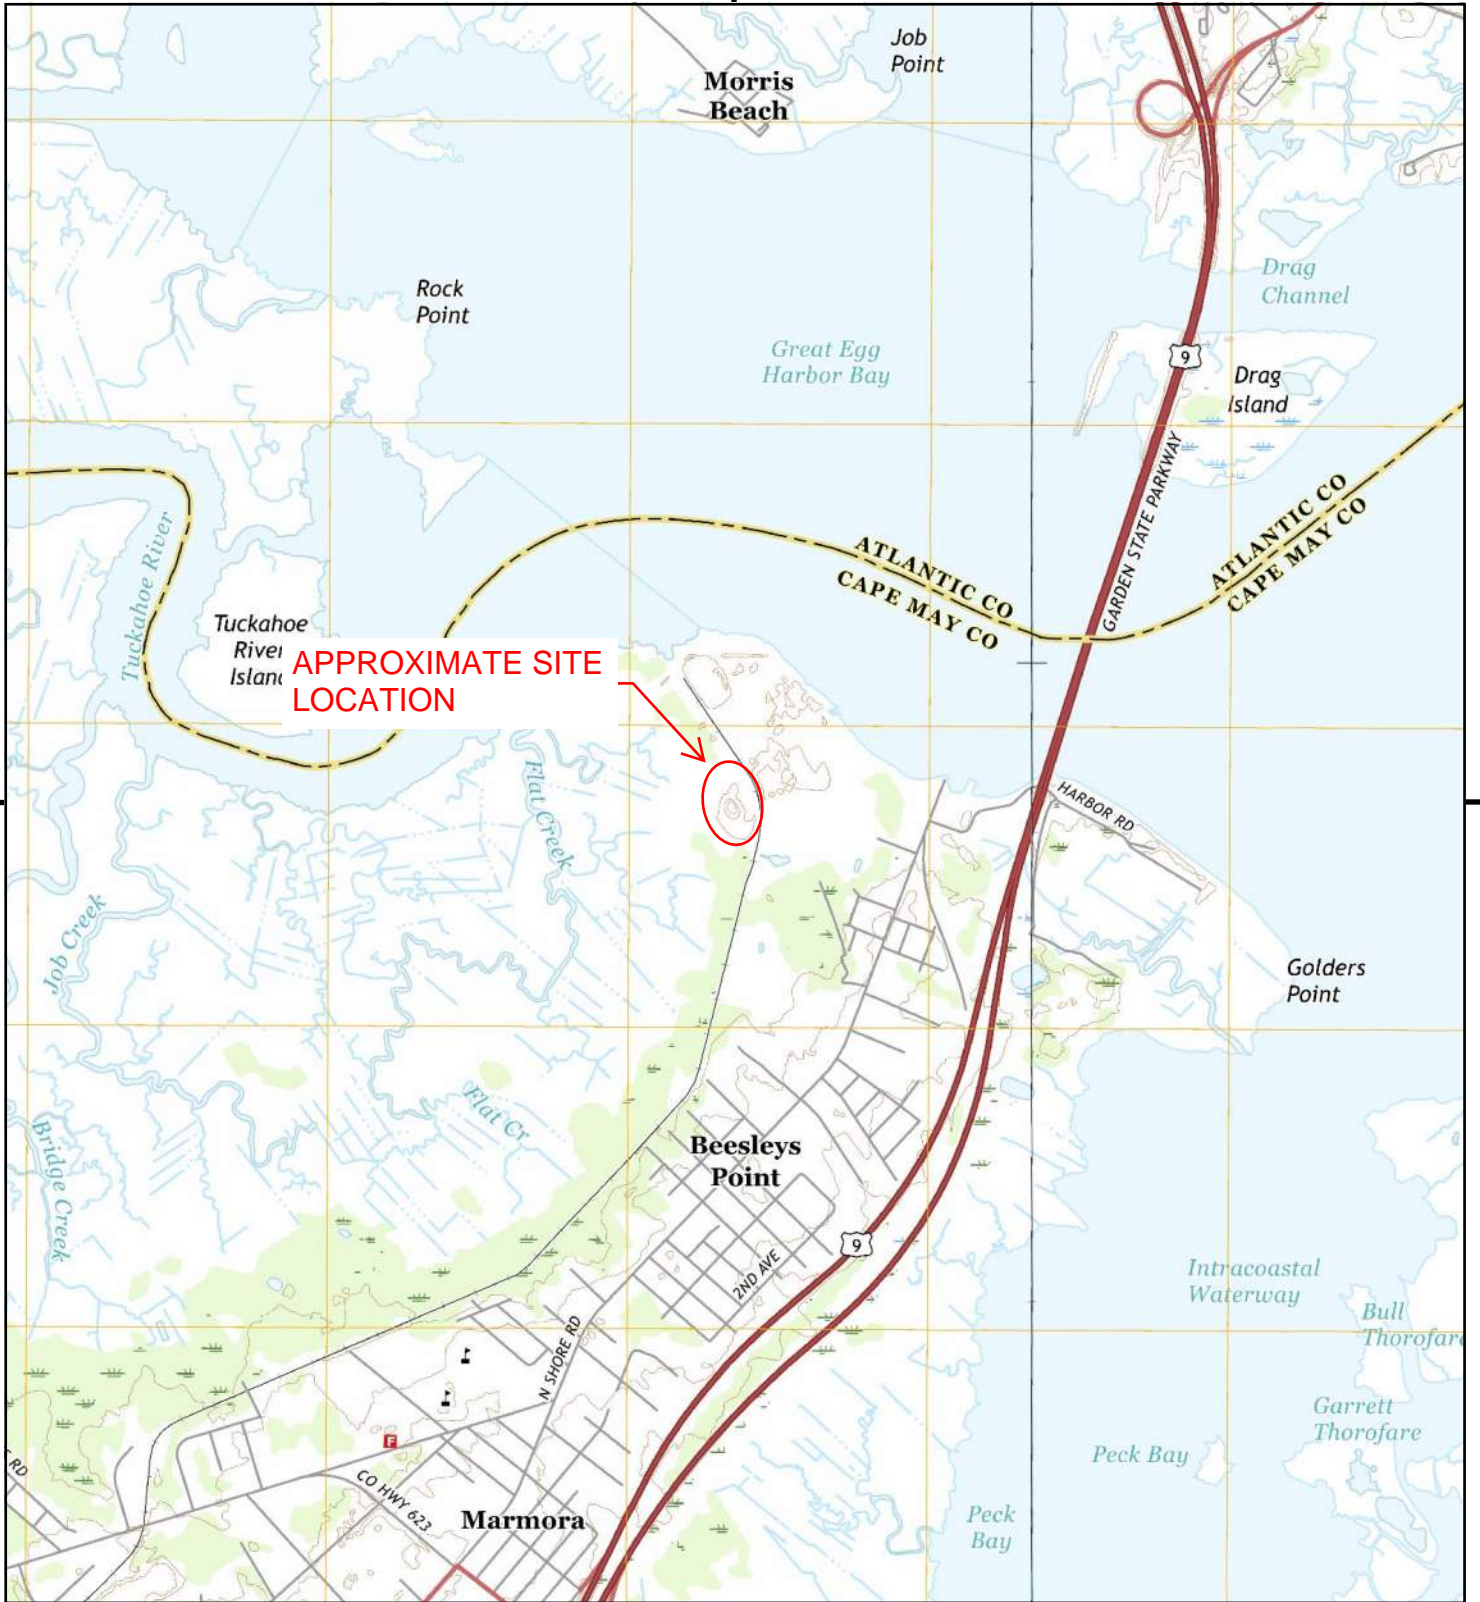 Job
Point
Morris
Beach
Drag
Channel
Rock
Point
Great Egg
Harbor Bay
9
Drag
Island
GARDEN STATE PARKWAY
ATLANTIC CO
CAPE MAY CO
ATLANTIC CO
CAPE MAY CO
Tuckahoe River
Tuckahoe
River
Island
APPROXIMATE SITE
LOCATION
Flat Creek
HARBOR RD
Job Creek
Golders
Point
Flat Cr
Bridge Creek
Beesleys
Point
9
2ND AVE
Intracoastal
Waterway
Bull
Thorofare
N SHORE RD
Garrett
Thorofare
F
Peck Bay
RD
CO HWY 623
Marmora
Peck
Bay